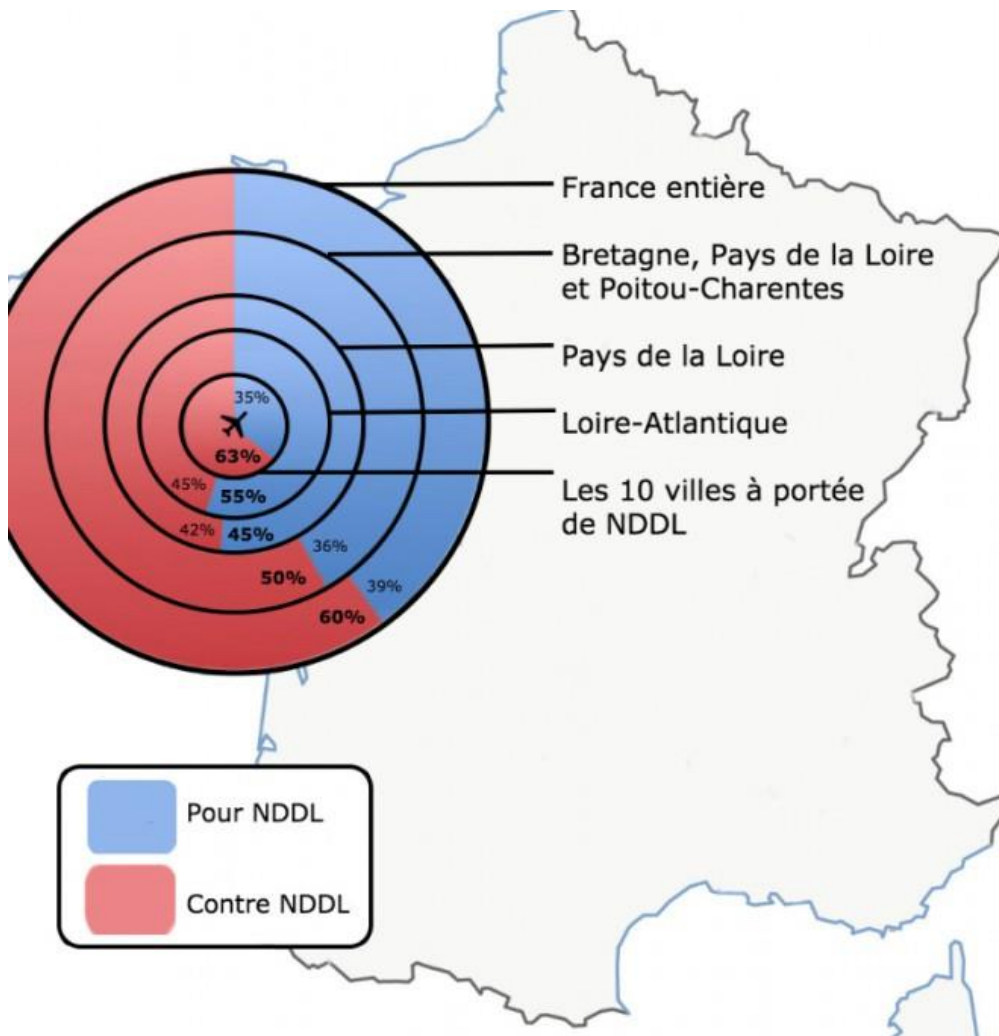 France entière
Bretagne, Pays de la Loire
et Poitou-Charentes
Pays de la Loire
35%
Loire-Atlantique
63%
45%
55%
Les 10 villes à portée
de NDDL
42%
45%
36%
50%
39%
60%
Pour NDDL
Contre NDDL